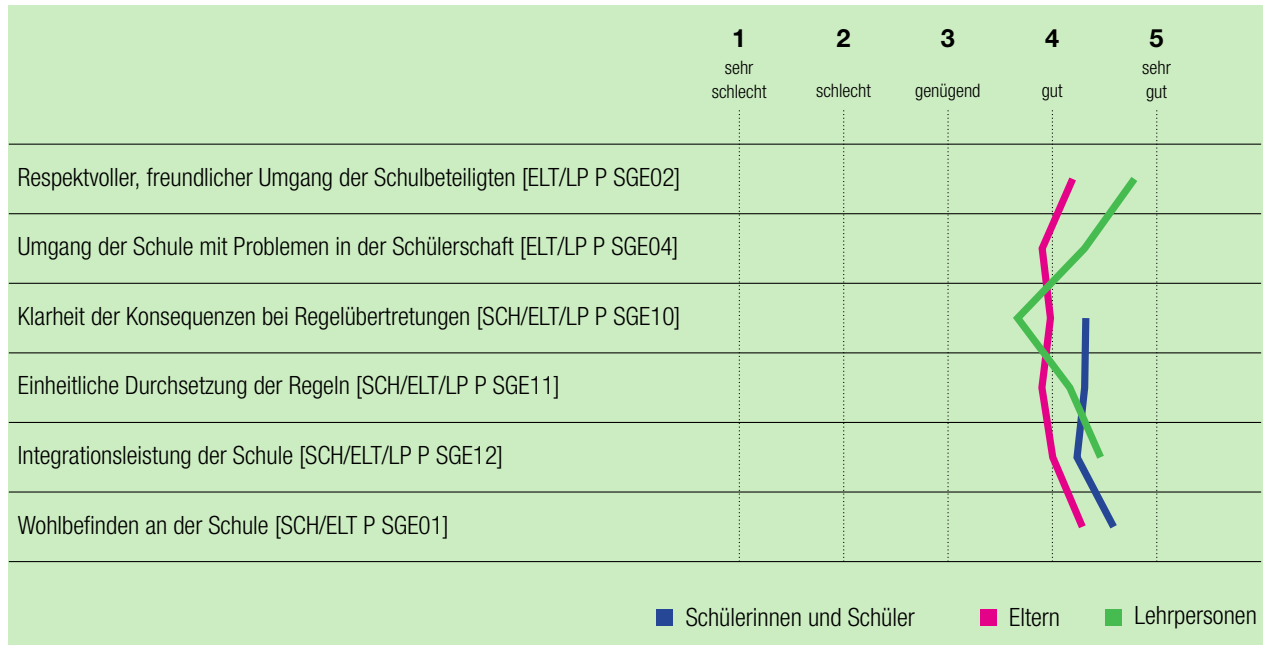 1 2 3 4 5
sehr schlecht schlecht genügend gut sehr gut
Respektvoller, freundlicher Umgang der Schulbeteiligten [ELT/LP P SGE02]
Umgang der Schule mit Problemen in der Schülerschaft [ELT/LP P SGE04]
Klarheit der Konsequenzen bei Regelübertretungen [SCH/ELT/LP P SGE10]
Einheitliche Durchsetzung der Regeln [SCH/ELT/LP P SGE11]
Integrationsleistung der Schule [SCH/ELT/LP P SGE12]
Wohlbefinden an der Schule [SCH/ELT P SGE01]
Schülerinnen und Schüler Eltern Lehrpersonen